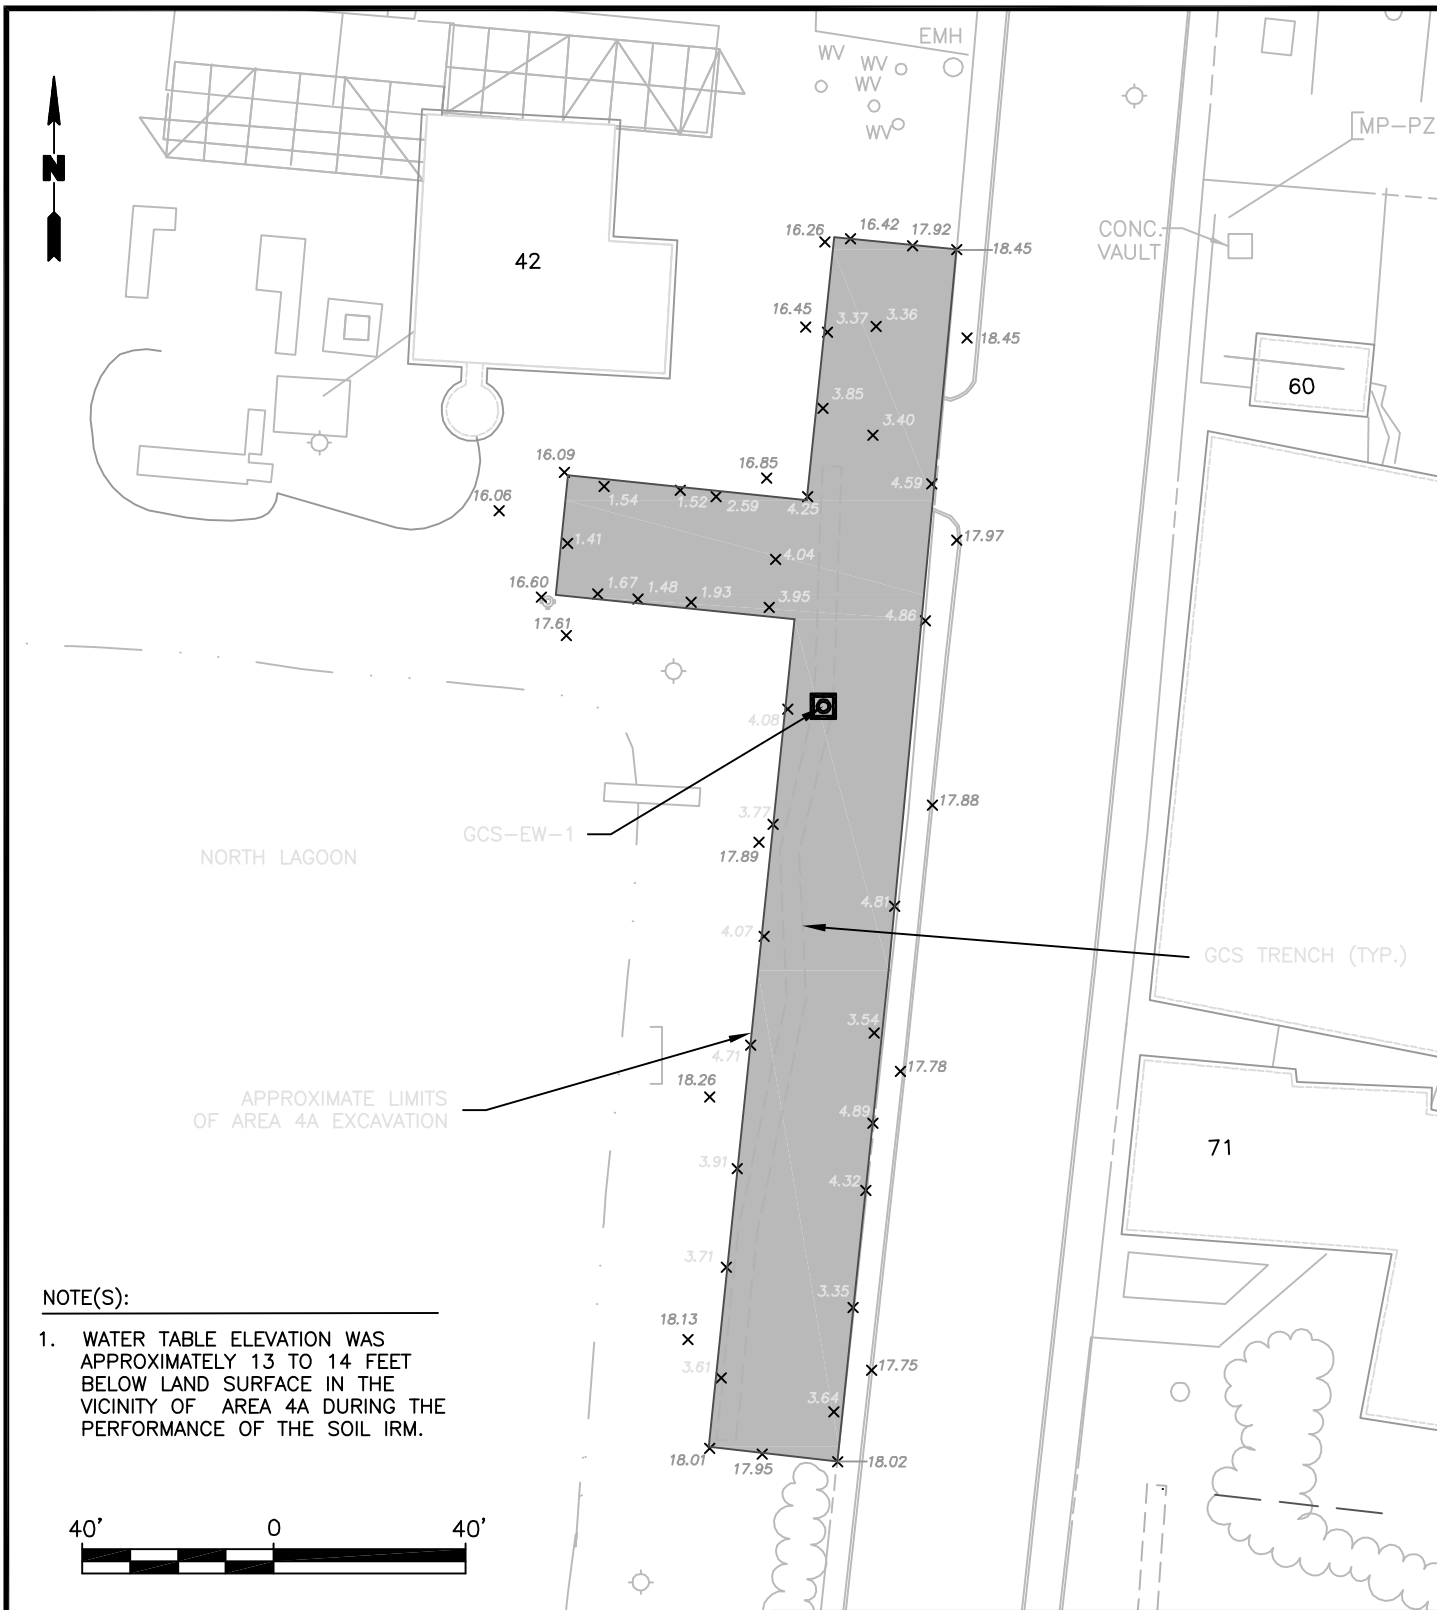 EMH
WV
WV
WV
WV
MP-PZ
N
16.26
16.42
17.92
18.45
CONC.
VAULT
42
16.45
3.37
3.36
18.45
60
3.85
3.40
16.09
16.85
4.59
16.06
1.54
1.52
2.59
4.25
17.97
1.41
4.04
16.60
1.67
1.48
1.93
3.95
4.86
17.61
4.08
17.88
3.77
GCS-EW-1
17.89
NORTH LAGOON
4.81
4.07
GCS TRENCH (TYP.)
3.54
4.71
17.78
18.26
APPROXIMATE LIMITS
OF AREA 4A EXCAVATION
4.89
71
3.91
4.32
3.71
NOTE(S):
3.35
18.13
1. WATER TABLE ELEVATION WAS
APPROXIMATELY 13 TO 14 FEET
BELOW LAND SURFACE IN THE
VICINITY OF AREA 4A DURING THE
PERFORMANCE OF THE SOIL IRM.
3.61
17.75
3.64
18.01
17.95
18.02
40' 0 40'